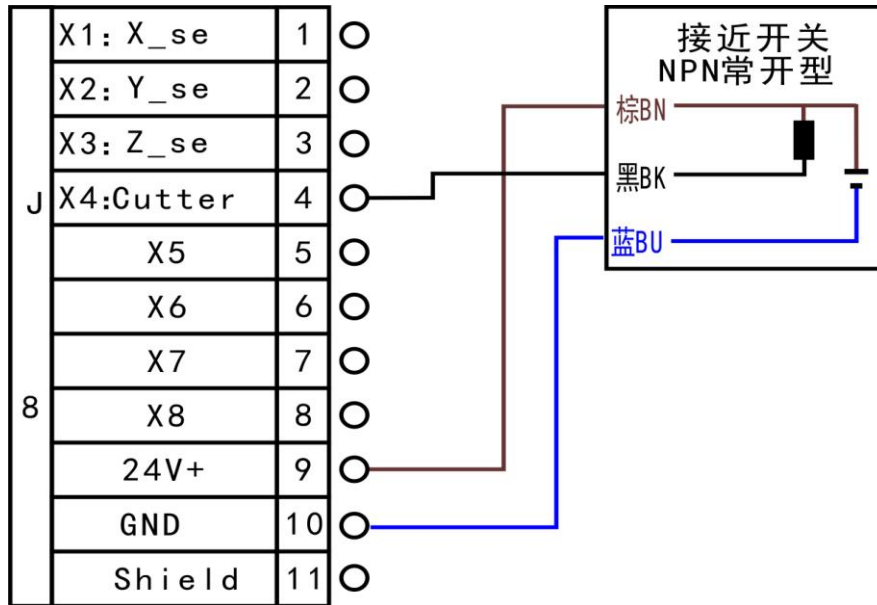 X1: X_se 1
X2: Y_se 2
X3: Z_se 3
X4:Cutter 4
X5 5
X6 6
X7 7
X8 8
24V+ 9
GND 10
Shield 11
J
8
接近开关
NPN常开型
棕BN
黑BK
蓝BU